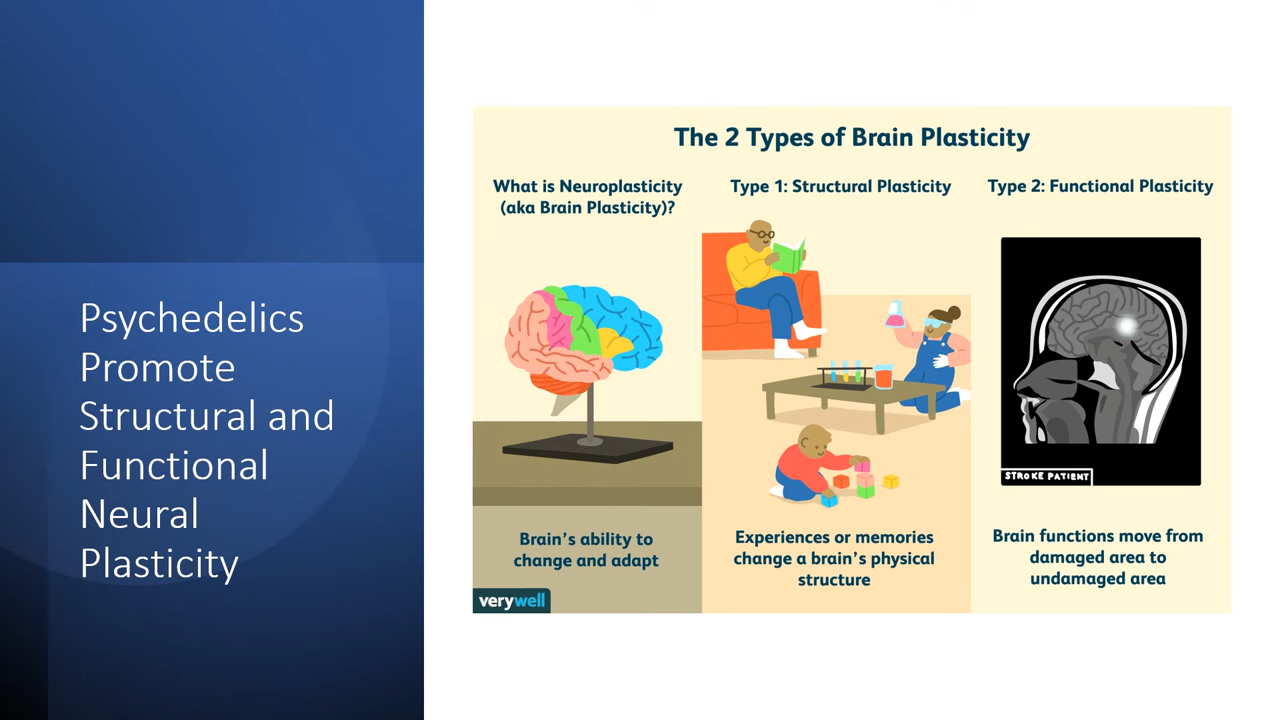 Psychedelics
Promote
Structural and
Functional
Neural
Plasticity
The 2 Types of Brain Plasticity
What is Neuroplasticity
(aka Brain Plasticity)?
Brain's ability to
change and adapt
verywell
Type 1: Structural Plasticity
Experiences or memories
change a brain's physical
structure
Type 2: Functional Plasticity
STROKE PATIENT
Brain functions move from
damaged area to
undamaged area